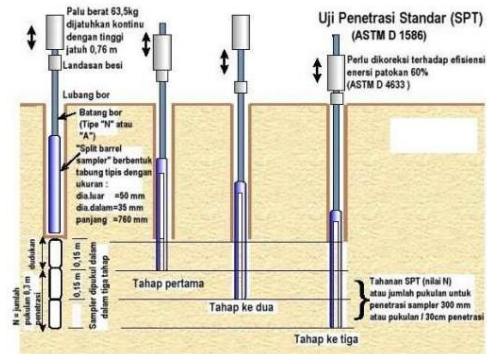 Palu berat 63,5kg
dijatuhkan kontinu
dengan tinggi
jatuh 0,76 m
Landasan besi
Lubang bor
Batang bor
(Tipe "N" atau
"A")
"Split barrel
sampler" berbentuk
tabung tipis dengan
ukuran :
dia.luar =50 mm
dia.dalam=35 mm
panjang =760 mm
Uji Penetrasi Standar (SPT)
(ASTM D 1586)
Perlu dikoreksi terhadap efisiensi
enersi patokan 60%
(ASTM D 4633 )
dudukan
N = jumlah
pukulan 0,3 m
penetrasi
0,15 m
0,15 m
Sampler dipukul dalam
dalam tiga tahap
Tahap pertama
Tahap ke dua
Tahap ke tiga
Tahanan SPT (nilai N)
atau jumlah pukulan untuk
penetrasi sampler 300 mm
atau pukulan / 30cm penetrasi